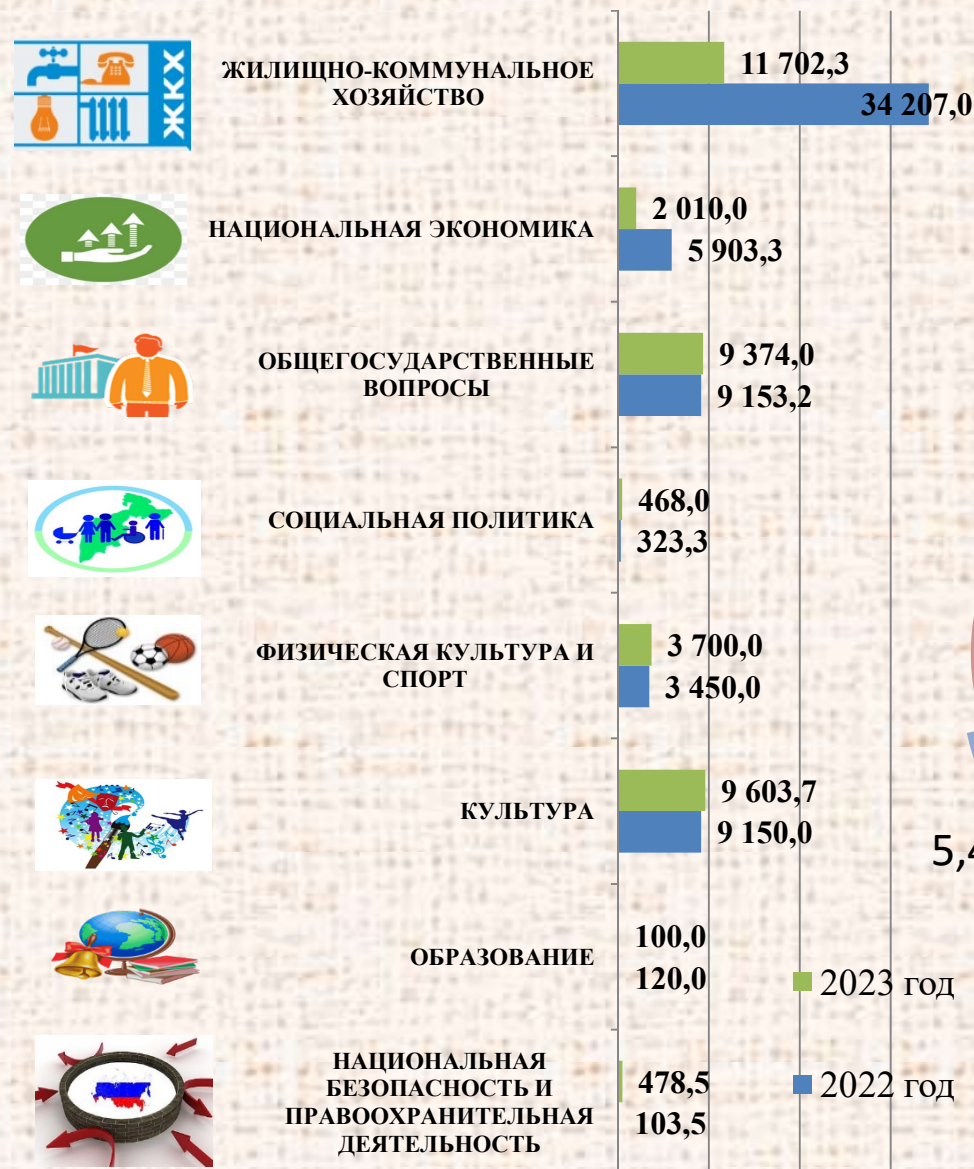 ЖКХ
ЖИЛИЩНО-КОММУНАЛЬНОЕ
ХОЗЯЙСТВО
11 702,3
34 207,0
НАЦИОНАЛЬНАЯ ЭКОНОМИКА
2 010,0
5 903,3
ОБЩЕГОСУДАРСТВЕННЫЕ
ВОПРОСЫ
9 374,0
9 153,2
СОЦИАЛЬНАЯ ПОЛИТИКА
468,0
323,3
ФИЗИЧЕСКАЯ КУЛЬТУРА И
СПОРТ
3 700,0
3 450,0
КУЛЬТУРА
9 603,7
9 150,0
5,4
ОБРАЗОВАНИЕ
100,0
120,0
2023 год
НАЦИОНАЛЬНАЯ
БЕЗОПАСНОСТЬ И
ПРАВООХРАНИТЕЛЬНАЯ
ДЕЯТЕЛЬНОСТЬ
478,5
103,5
2022 год